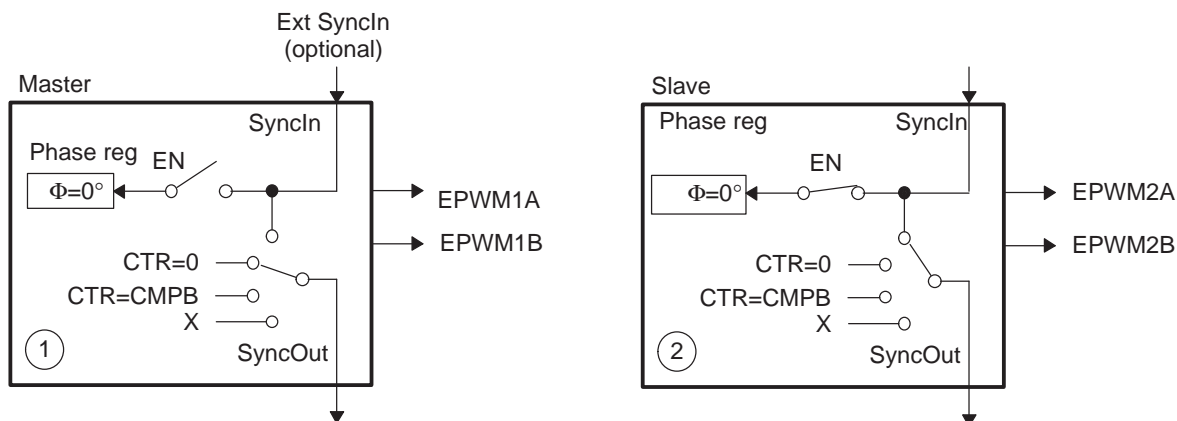 Ext SyncIn
(optional)
Master
SyncIn
Phase reg
EN
Φ=0°
EPWM1A
EPWM1B
CTR=0
CTR=CMPB
X
1
SyncOut
Slave
Phase reg
SyncIn
EN
Φ=0°
EPWM2A
EPWM2B
CTR=0
CTR=CMPB
X
2
SyncOut